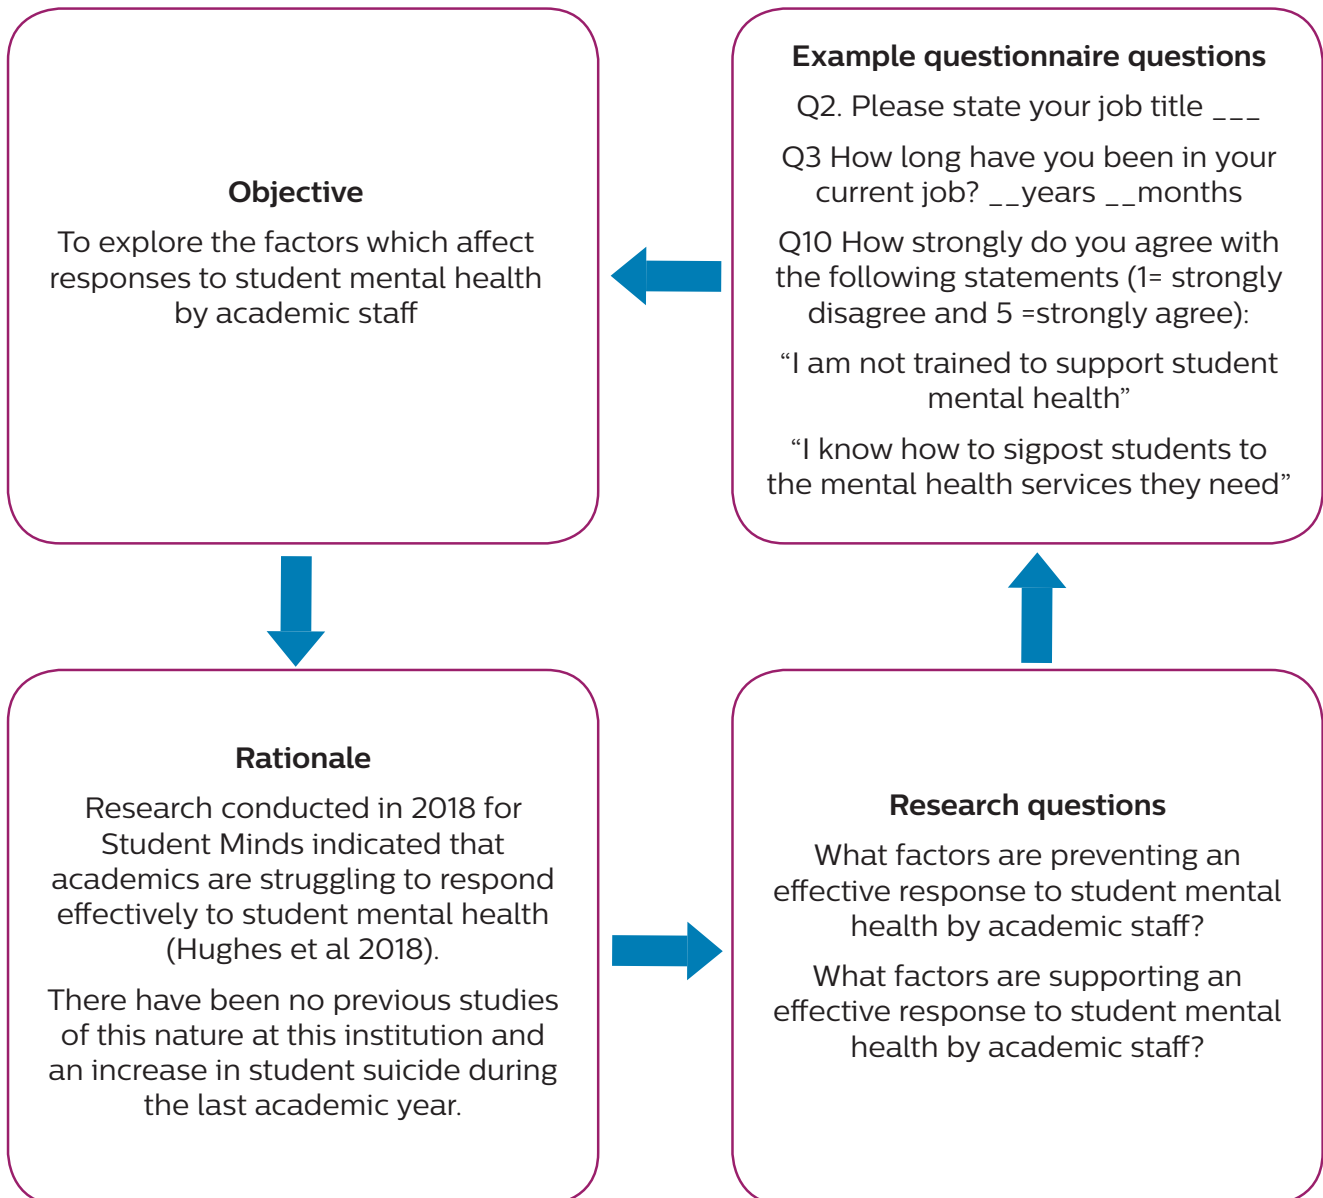 Objective
To explore the factors which affect
responses to student mental health
by academic staff
Rationale
Research conducted in 2018 for
Student Minds indicated that
academics are struggling to respond
effectively to student mental health
(Hughes et al 2018).
There have been no previous studies
of this nature at this institution and
an increase in student suicide during
the last academic year.
Research questions
What factors are preventing an
effective response to student mental
health by academic staff?
What factors are supporting an
effective response to student mental
health by academic staff?
Example questionnaire questions
Q2. Please state your job title ___
Q3 How long have you been in your
current job? __years __months
Q10 How strongly do you agree with
the following statements (1= strongly
disagree and 5 =strongly agree):
“I am not trained to support student
mental health”
“I know how to sigpost students to
the mental health services they need”